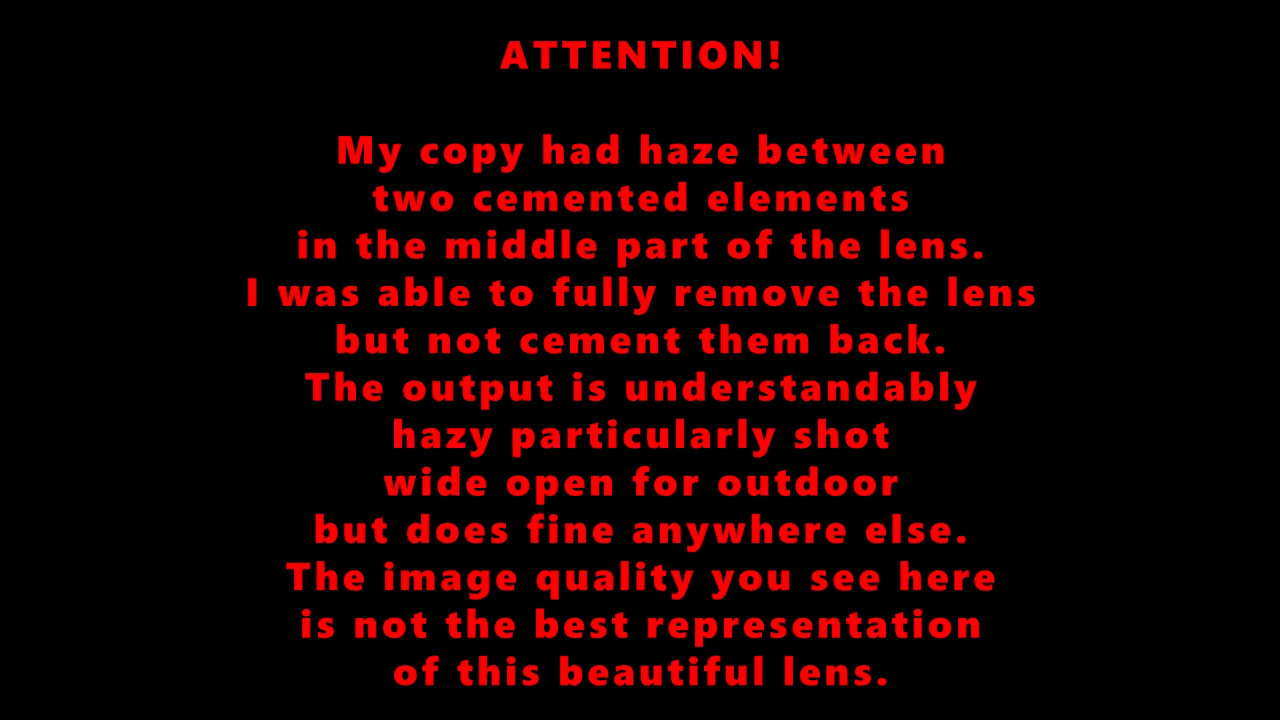 ATTENTION!
My copy had haze between
two cemented elements
in the middle part of the lens.
I was able to fully remove the lens
but not cement them back.
The output is understandably
hazy particularly shot
wide open for outdoor
but does fine anywhere else.
The image quality you see here
is not the best representation
of this beautiful lens.